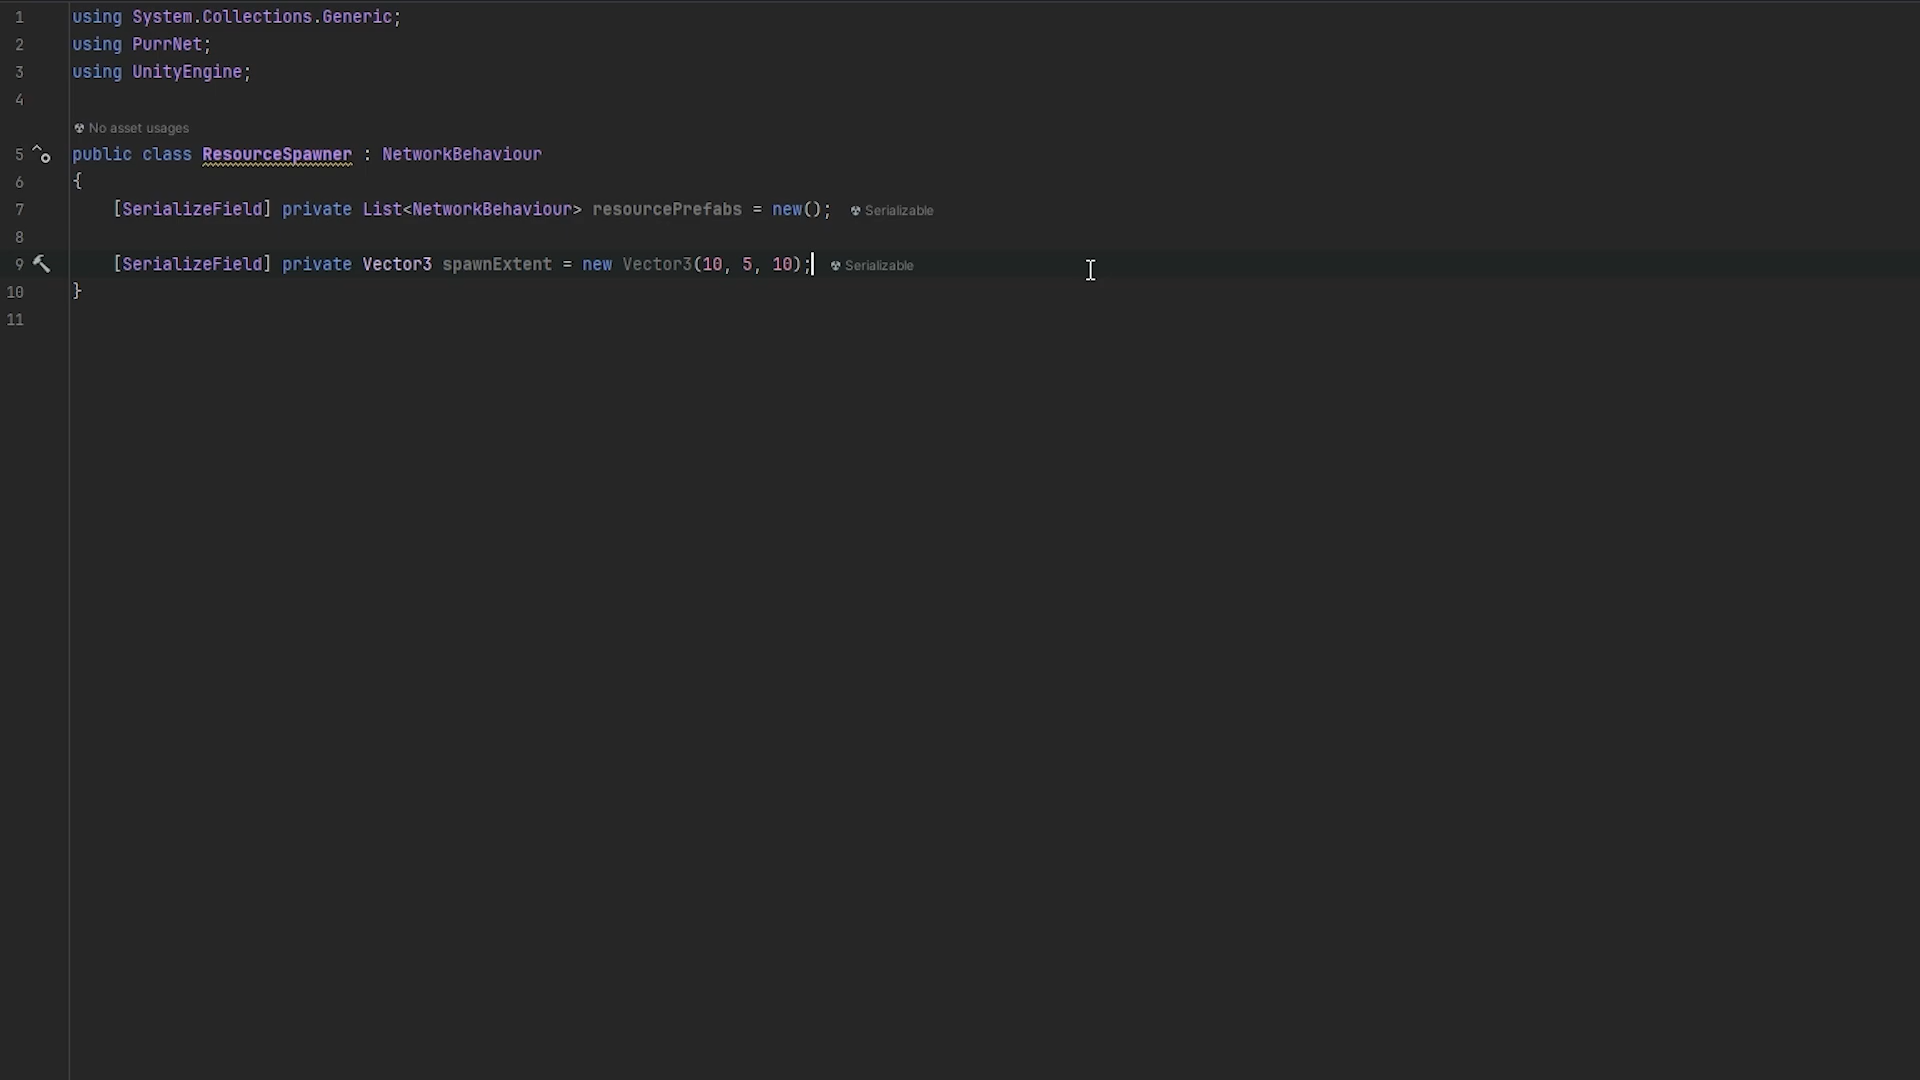 1 using System.Collections.Generic;
2 using PurrNet;
3 using UnityEngine;
4
No asset usages
5 public class ResourceSpawner : NetworkBehaviour
6 {
7 [SerializeField] private List<NetworkBehaviour> resourcePrefabs = new(); Serializable
8
9 [SerializeField] private Vector3 spawnExtent = new Vector3(10, 5, 10); Serializable
10 }
11